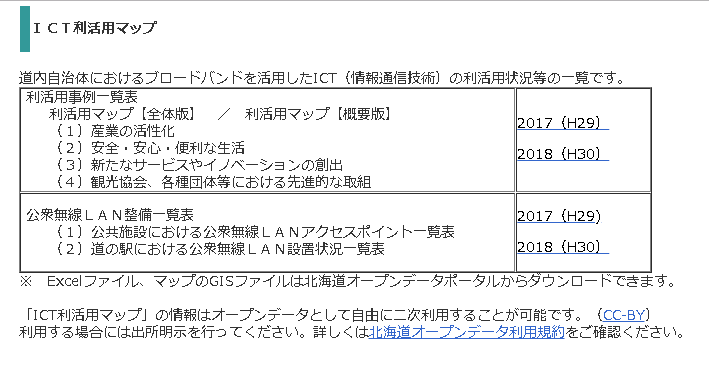 ＩＣＴ利活用マップ
道内自治体におけるブロードバンドを活用したICT（情報通信技術）の利活用状況等の一覧です。
利活用事例一覧表
利活用マップ【全体版】　／　利活用マップ【概要版】
（１）産業の活性化
（２）安全・安心・便利な生活
（３）新たなサービスやイノベーションの創出
（４）観光協会、各種団体等における先進的な取組
2017（H29）
2018（H30）
公衆無線ＬＡＮ整備一覧表
（１）公共施設における公衆無線ＬＡＮアクセスポイント一覧表
（２）道の駅における公衆無線ＬＡＮ設置状況一覧表
2017（H29）
2018（H30）
※　Excelファイル、マップのGISファイルは北海道オープンデータポータルからダウンロードできます。
「ICT利活用マップ」の情報はオープンデータとして自由に二次利用することが可能です。（CC-BY）
利用する場合には出所明示を行ってください。詳しくは北海道オープンデータ利用規約をご確認ください。